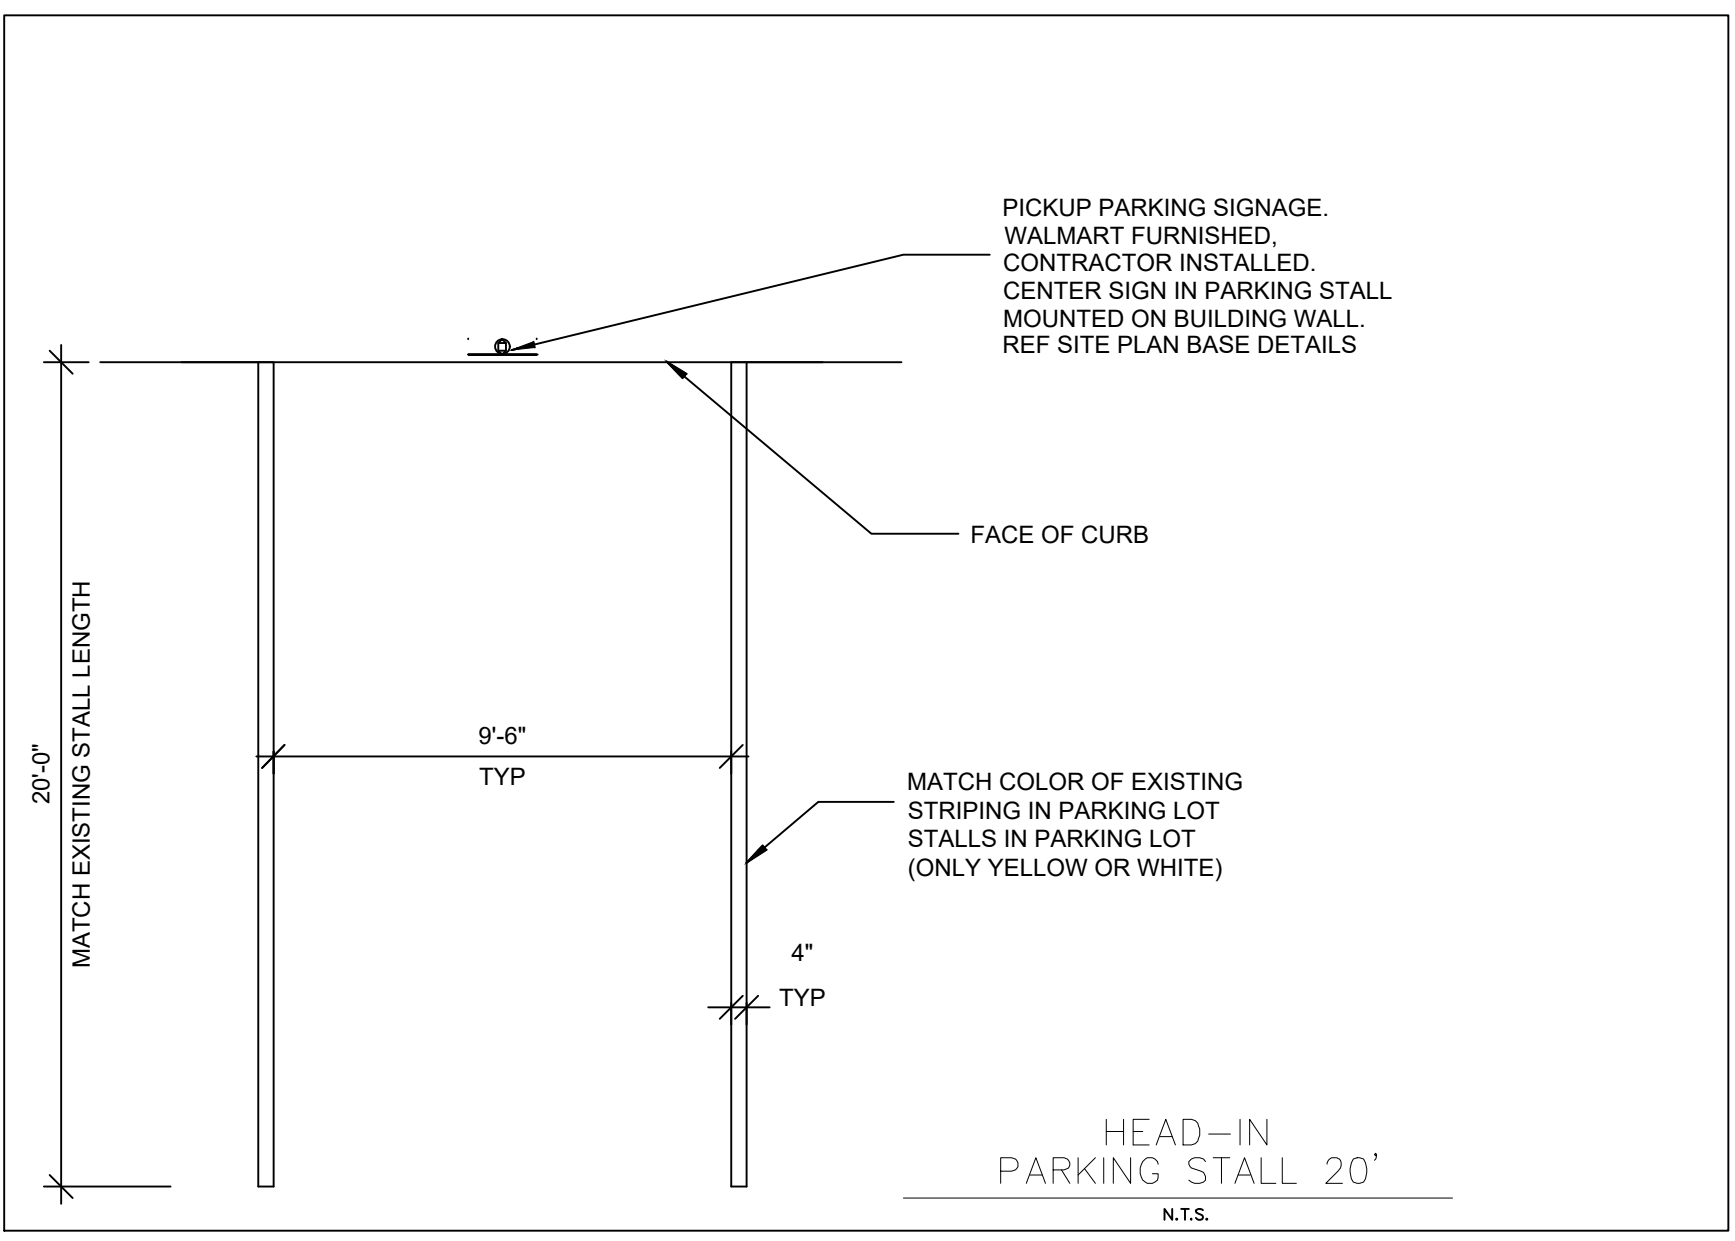 PICKUP PARKING SIGNAGE.
WALMART FURNISHED,
CONTRACTOR INSTALLED.
CENTER SIGN IN PARKING STALL
MOUNTED ON BUILDING WALL.
REF SITE PLAN BASE DETAILS
FACE OF CURB
20'-0"
MATCH EXISTING STALL LENGTH
9'-6"
TYP
MATCH COLOR OF EXISTING
STRIPING IN PARKING LOT
STALLS IN PARKING LOT
(ONLY YELLOW OR WHITE)
4"
TYP
HEAD-IN
PARKING STALL 20'
N.T.S.